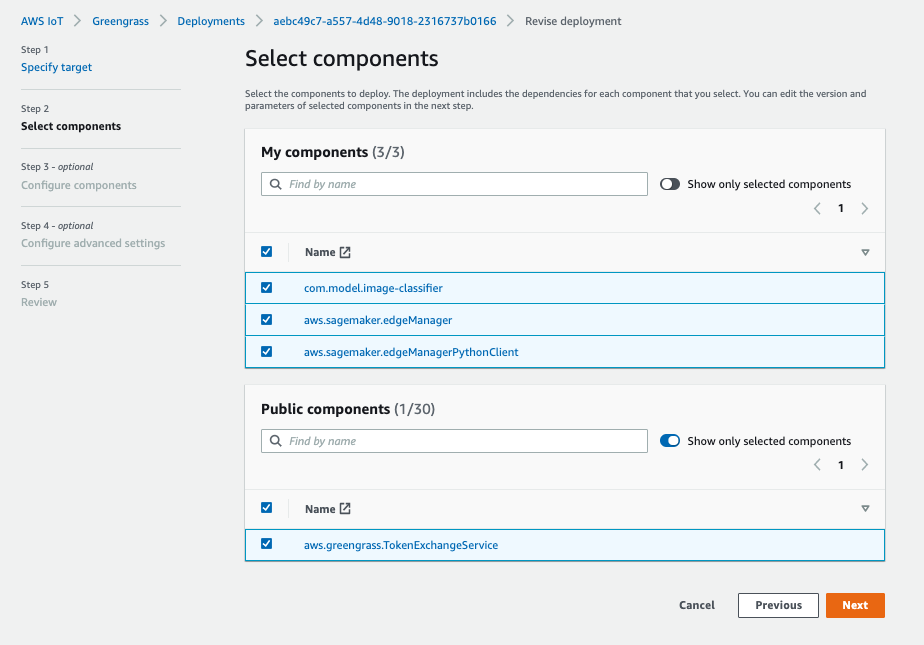 AWS IoT > Greengrass > Deployments > aebc49c7-a557-4d48-9018-2316737b0166 > Revise deployment
Step 1
Specify target
Step 2
Select components
Step 3 - optional
Configure components
Step 4 - optional
Configure advanced settings
Step 5
Review
Select components
Select the components to deploy. The deployment includes the dependencies for each component that you select. You can edit the version and
parameters of selected components in the next step.
My components (3/3)
Find by name
Show only selected components
1
Name
com.model.image-classifier
aws.sagemaker.edgeManager
aws.sagemaker.edgeManagerPythonClient
Public components (1/30)
Find by name
Show only selected components
1
Name
aws.greengrass.TokenExchangeService
Cancel
Previous
Next